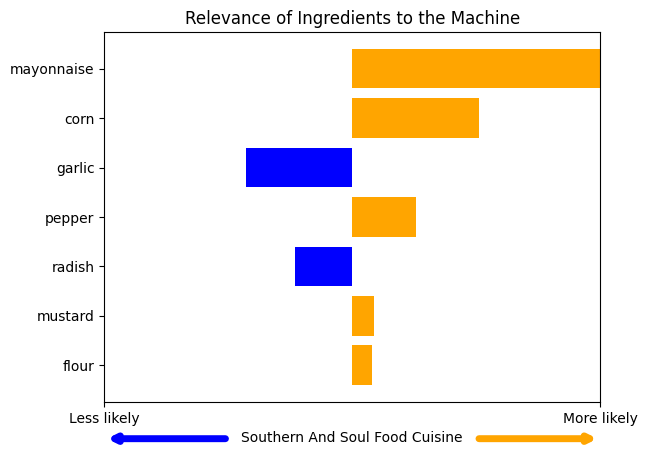 Relevance of Ingredients to the Machine
mayonnaise
corn
garlic
pepper
radish
mustard
flour
Less likely
More likely
Southern And Soul Food Cuisine